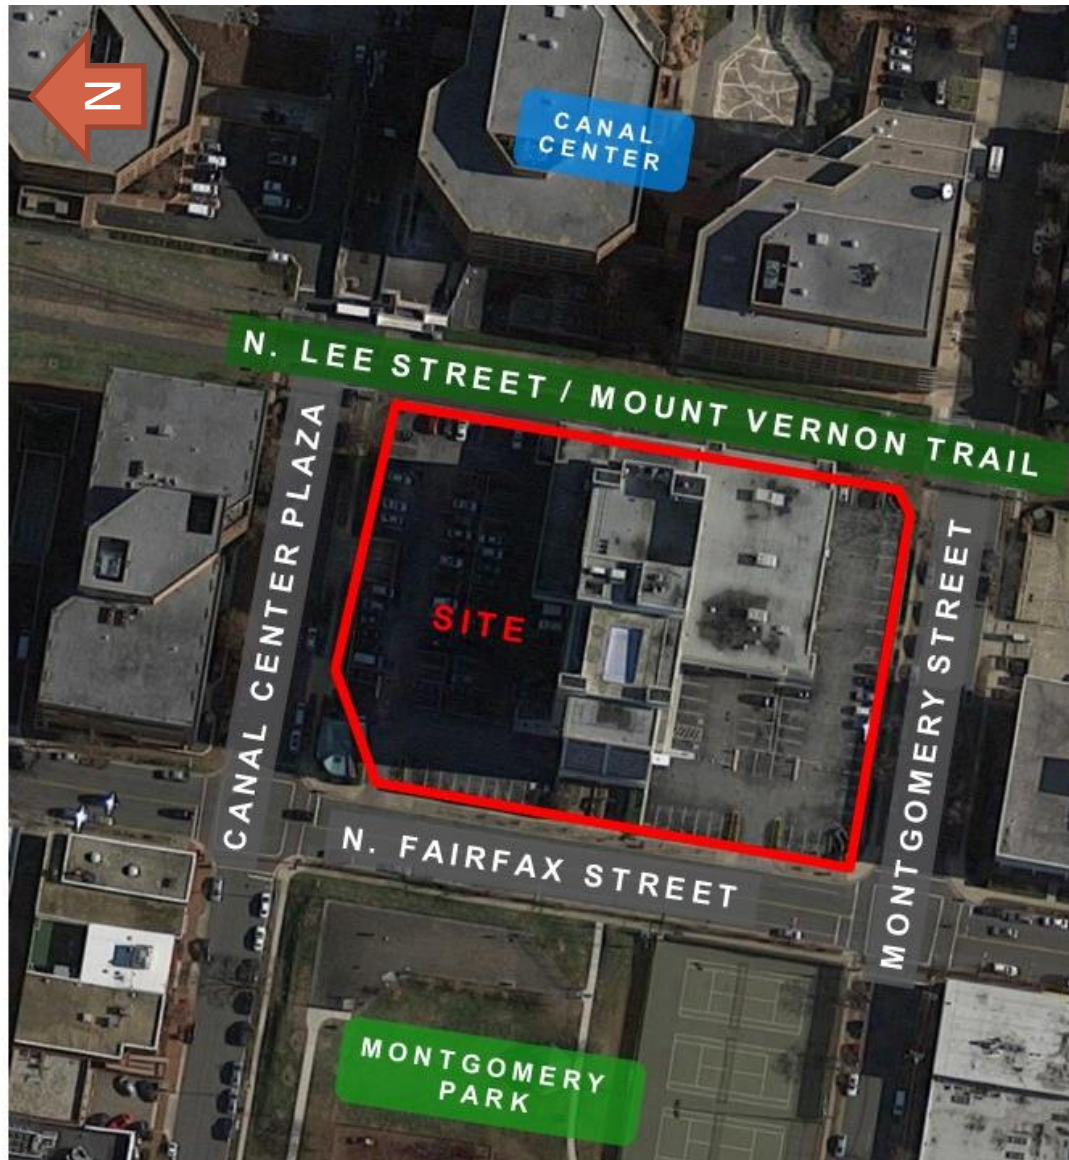 N
CANAL
CENTER
N. LEE STREET / MOUNT VERNON TRAIL
CANAL CENTER PLAZA
SITE
MONTGOMERY STREET
N. FAIRFAX STREET
MONTGOMERY
PARK